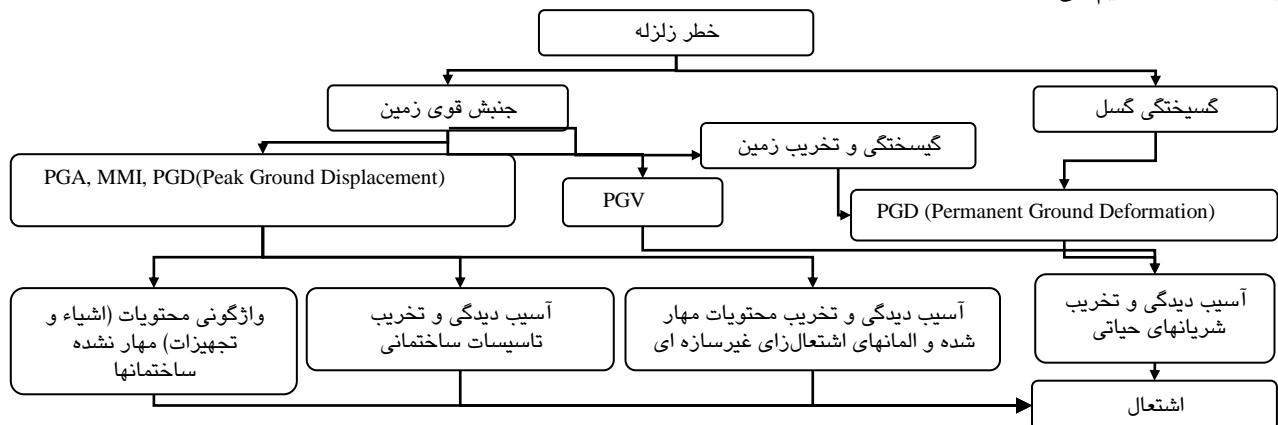 خطر زلزله
جنبش قوی زمین
گسیختگی گسل
گیسختگی و تخریب زمین
PGA, MMI, PGD(Peak Ground Displacement)
PGV
PGD (Permanent Ground Deformation)
واژگونی محتویات (اشیاء و
تجهیزات) مهار نشده
ساختمانها
آسیب دیدگی و تخریب
تاسیسات ساختمانی
آسیب دیدگی و تخریب محتویات مهار
شده و المانهای اشتعال‌زای غیرسازه ای
آسیب دیدگی و تخریب
شریانهای حیاتی
اشتعال